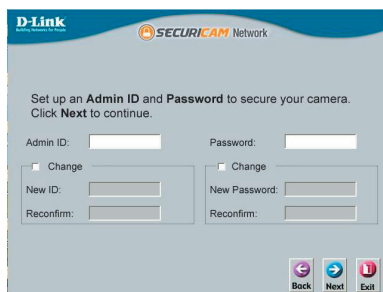 D-Link
Building Networks for People
SECURICAM Network
Set up an Admin ID and Password to secure your camera.
Click Next to continue.
Admin ID:
Password:
Change
Change
New ID:
New Password:
Reconfirm:
Reconfirm:
Back
Next
Exit